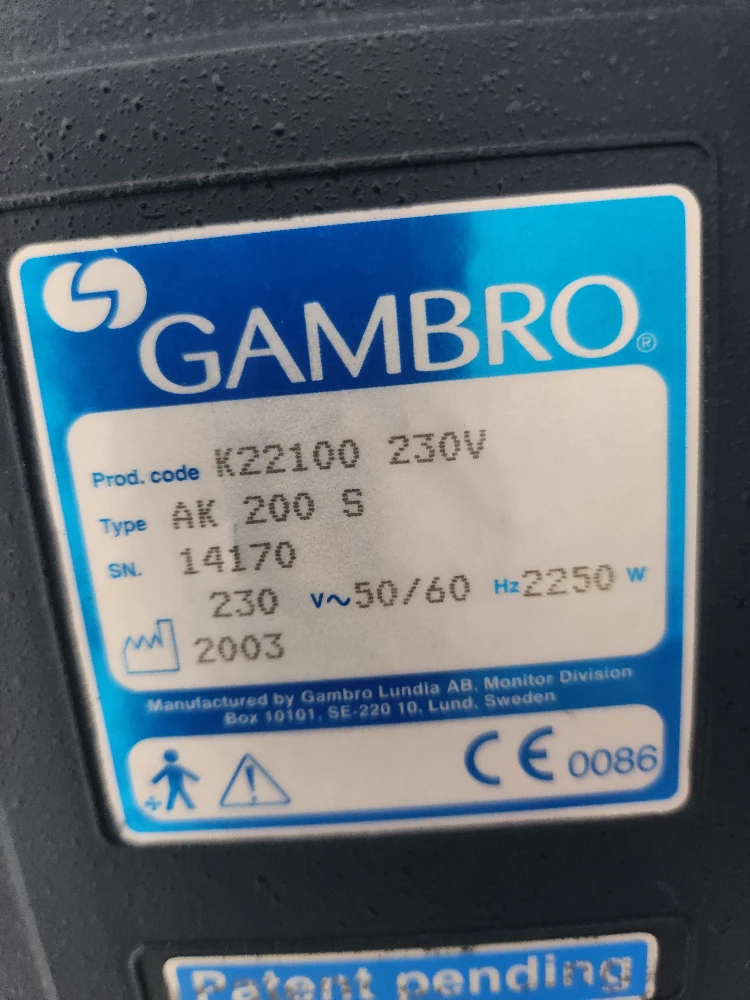 GAMBRO®
Prod. code K22100 230V
Type AK 200 S
SN. 14170
230 V~ 50/60 Hz 2250 W
2003
Manufactured by Gambro Lundia AB, Monitor Division
Box 10101, SE-220 10, Lund, Sweden
CE 0086
Patent pending